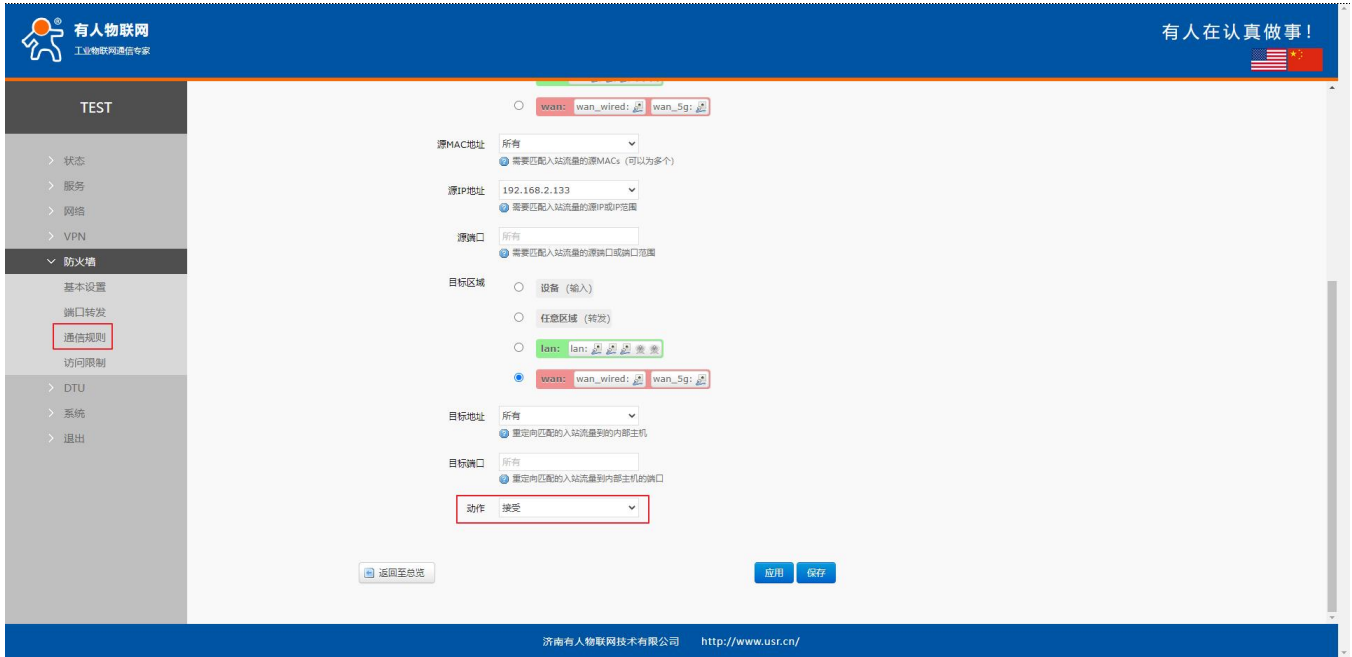 有人物联网
®
工业物联网通信专家
有人在认真做事!
TEST
状态
服务
网络
VPN
防火墙
基本设置
端口转发
通信规则
访问限制
DTU
系统
退出
wan: wan_wired: wan_5g:
源MAC地址 所有
需要匹配入站流量的源MACs (可以为多个)
源IP地址 192.168.2.133
需要匹配入站流量的源IP或IP范围
源端口 所有
需要匹配入站流量的源端口或端口范围
目标区域 设备 (输入)
任意区域 (转发)
lan: lan:
wan: wan_wired: wan_5g:
目标地址 所有
重定向匹配的入站流量到的内部主机
目标端口 所有
重定向匹配的入站流量到内部主机的端口
动作 接受
返回至总览 应用 保存
济南有人物联网技术有限公司 http://www.usr.cn/